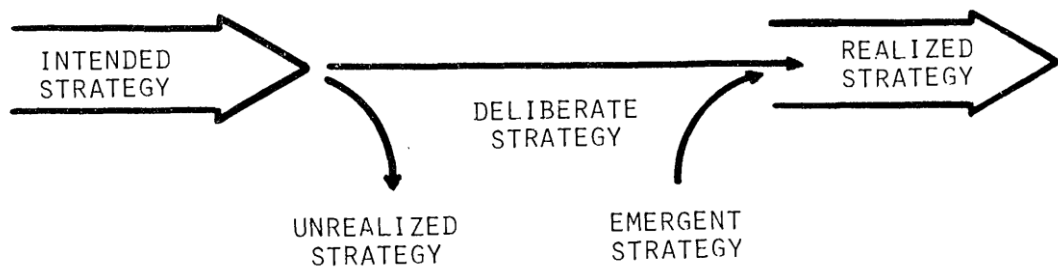 INTENDED
STRATEGY
REALIZED
STRATEGY
DELIBERATE
STRATEGY
UNREALIZED
STRATEGY
EMERGENT
STRATEGY